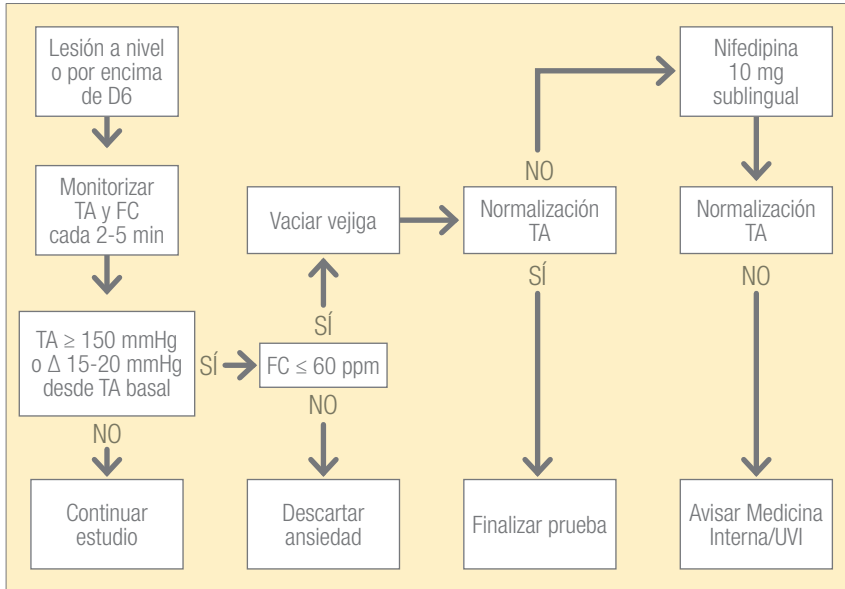 Lesión a nivel
o por encima
de D6
Monitorizar
TA y FC
cada 2-5 min
TA ≥ 150 mmHg
o Δ 15-20 mmHg
desde TA basal
SÍ
NO
Continuar
estudio
FC ≤ 60 ppm
SÍ
NO
Descartar
ansiedad
Vaciar vejiga
Normalización
TA
NO
SÍ
Finalizar prueba
Nifedipina
10 mg
sublingual
Normalización
TA
NO
Avisar Medicina
Interna/UVI